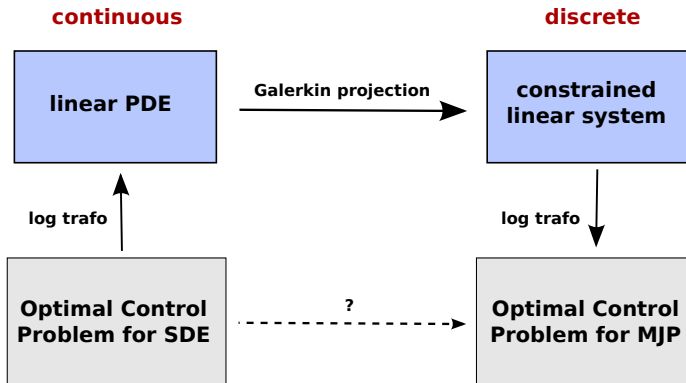 continuous
discrete
linear PDE
Galerkin projection
constrained
linear system
log trafo
log trafo
Optimal Control
Problem for SDE
?
Optimal Control
Problem for MJP